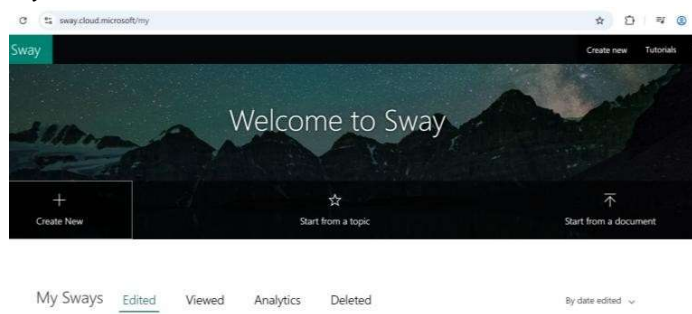 sway.cloud.microsoft/my
Sway
Create new Tutorials
Welcome to Sway
Create New
Start from a topic
Start from a document
My Sways Edited Viewed Analytics Deleted By date edited